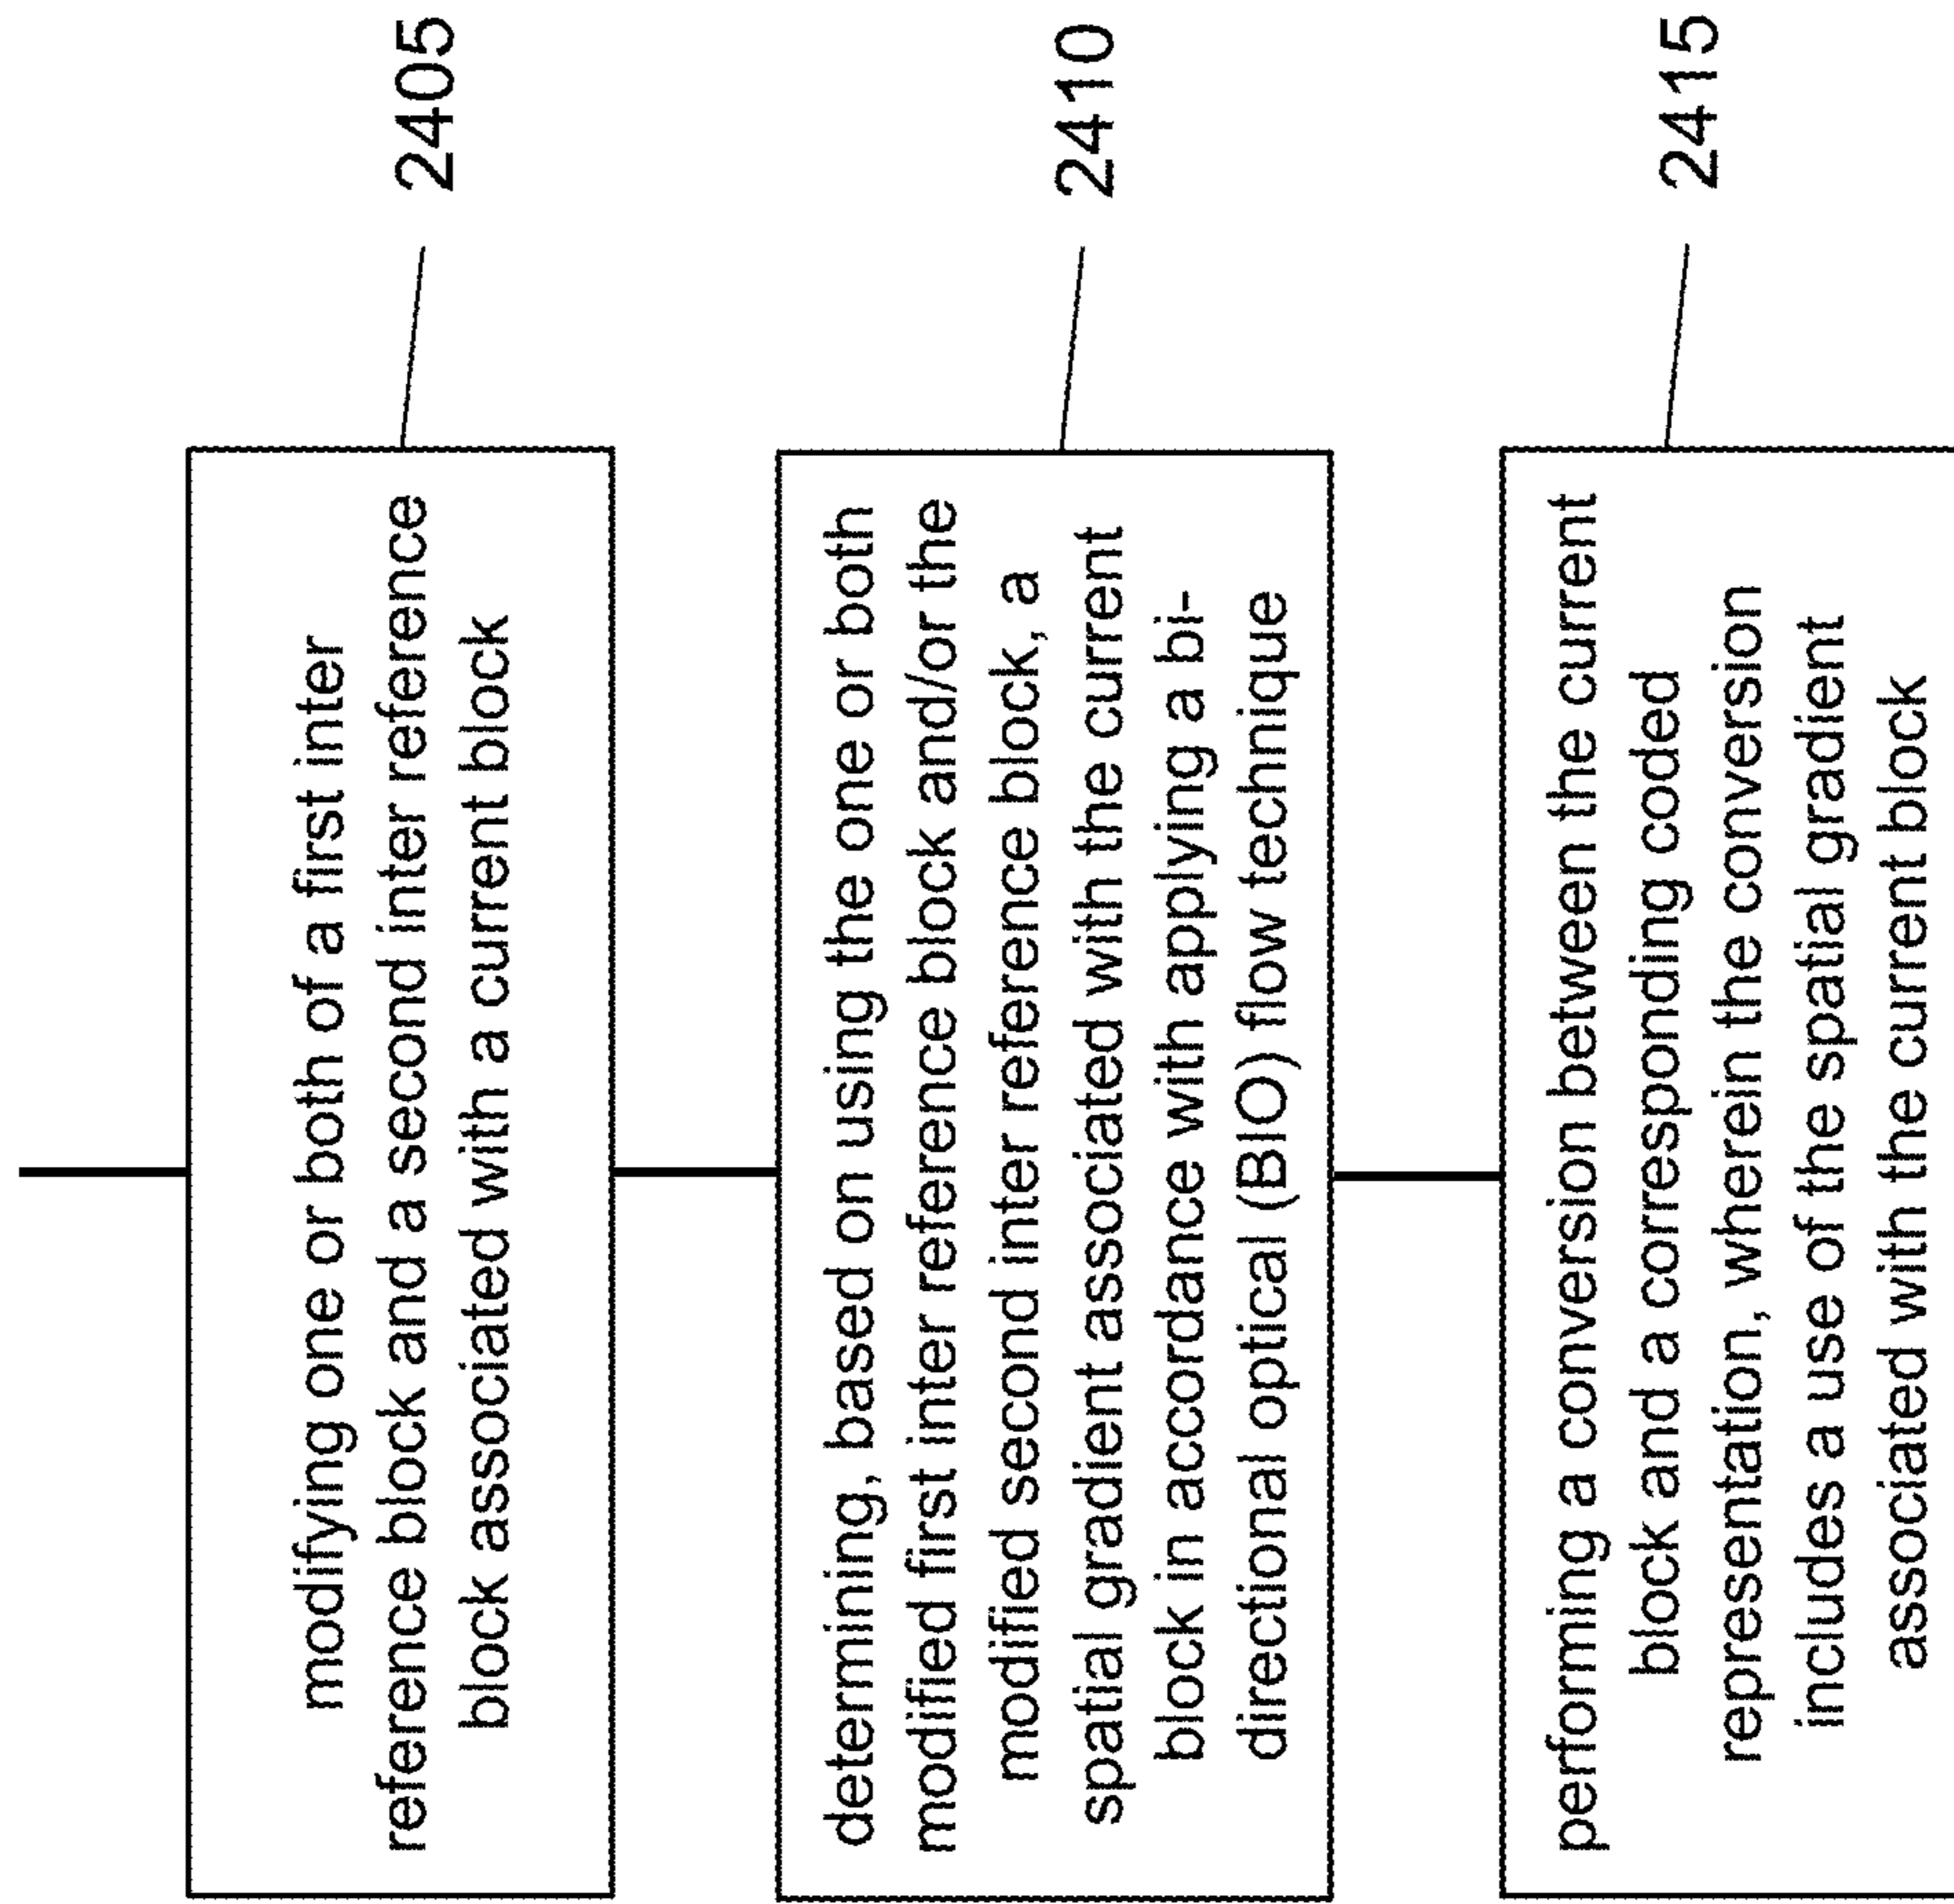 modifying one or both of a first inter
reference block and a second inter reference
block associated with a current block
2405
determining, based on using the one or both
modified first inter reference block and/or the
modified second inter reference block, a
spatial gradient associated with the current
block in accordance with applying a bi-
directional optical (BIO) flow technique
2410
performing a conversion between the current
block and a corresponding coded
representation, wherein the conversion
includes a use of the spatial gradient
associated with the current block
2415